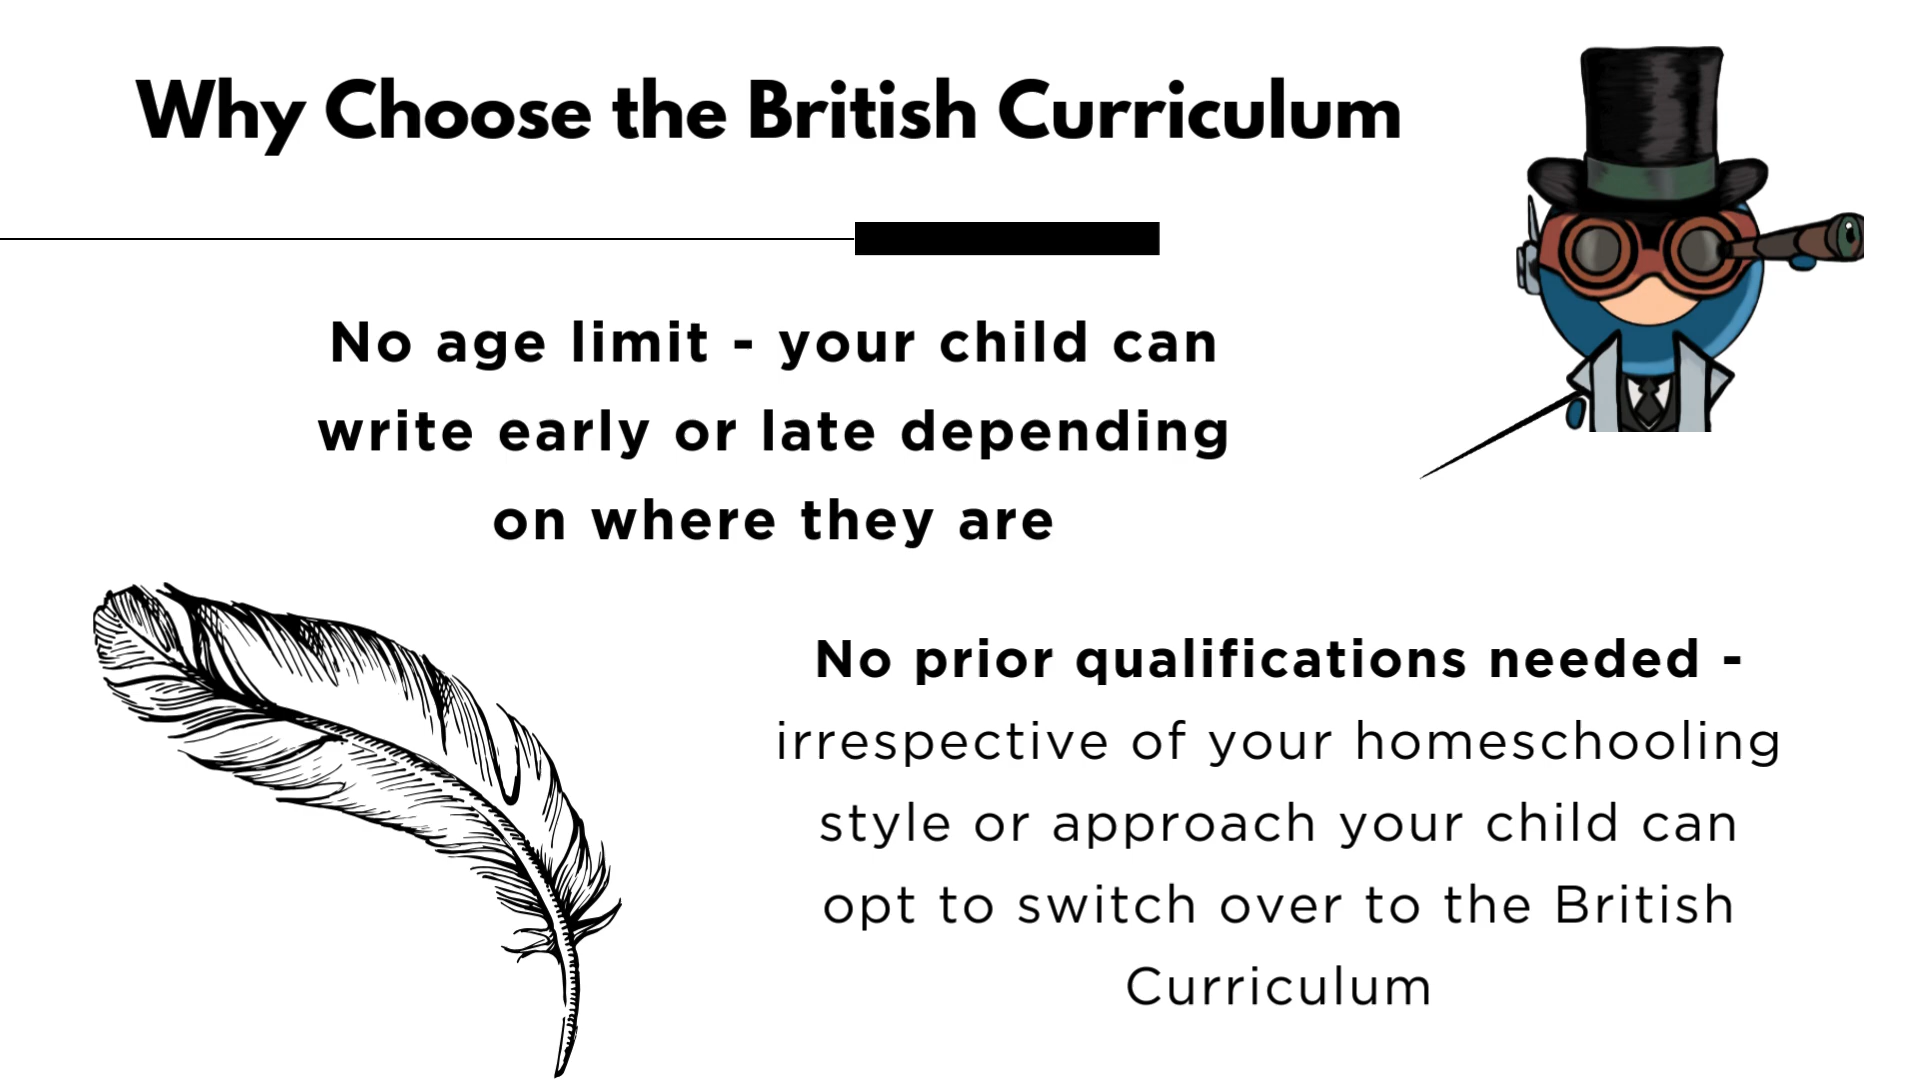 Why Choose the British Curriculum
No age limit - your child can
write early or late depending
on where they are
No prior qualifications needed -
irrespective of your homeschooling
style or approach your child can
opt to switch over to the British
Curriculum